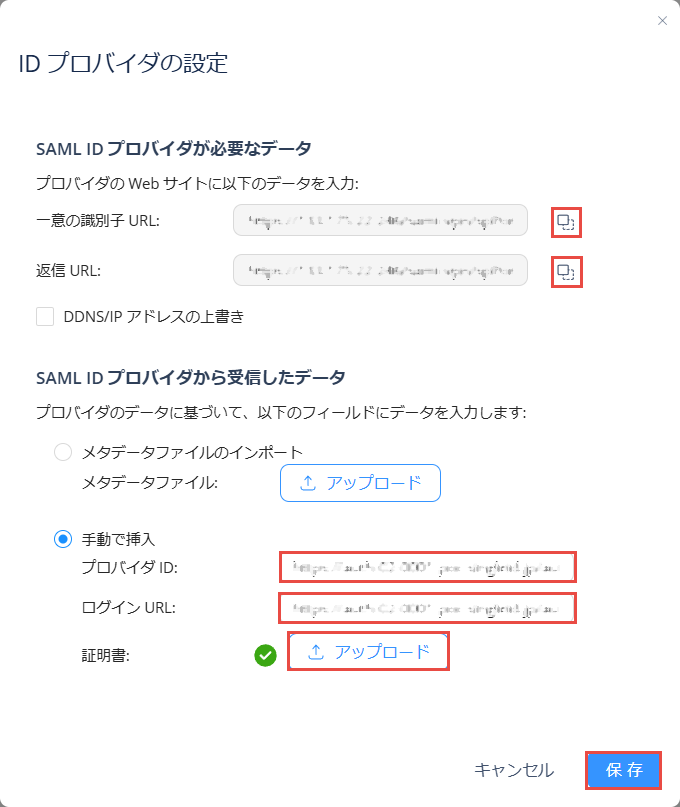 ID プロバイダの設定
SAML ID プロバイダが必要なデータ
プロバイダの Web サイトに以下のデータを入力:
一意の識別子 URL:
返信 URL:
DDNS/IP アドレスの上書き
SAML ID プロバイダから受信したデータ
プロバイダのデータに基づいて、以下のフィールドにデータを入力します:
メタデータファイルのインポート
メタデータファイル: アップロード
手動で挿入
プロバイダ ID:
ログイン URL:
証明書: アップロード
キャンセル 保存